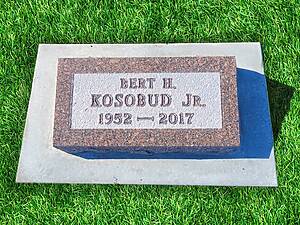 BERT H.
KOSOBUD JR.
1952 — 2017